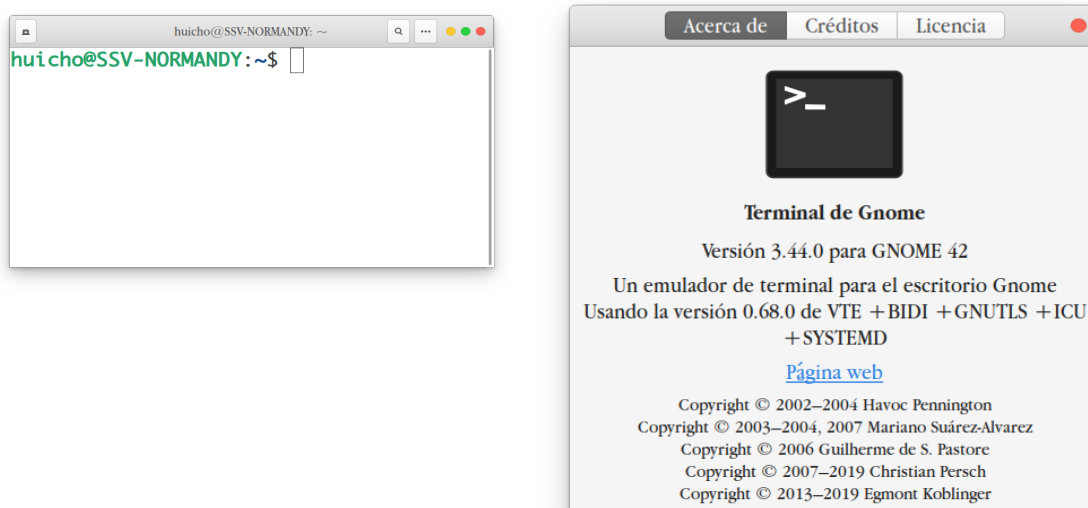 huicho@SSV-NORMANDY: ~
huicho@SSV-NORMANDY:~$
Acerca de Créditos Licencia
>_
Terminal de Gnome
Versión 3.44.0 para GNOME 42
Un emulador de terminal para el escritorio Gnome
Usando la versión 0.68.0 de VTE +BIDI +GNUTLS +ICU
+SYSTEMD
Página web
Copyright © 2002–2004 Havoc Pennington
Copyright © 2003–2004, 2007 Mariano Suárez-Alvarez
Copyright © 2006 Guilherme de S. Pastore
Copyright © 2007–2019 Christian Persch
Copyright © 2013–2019 Egmont Koblinger